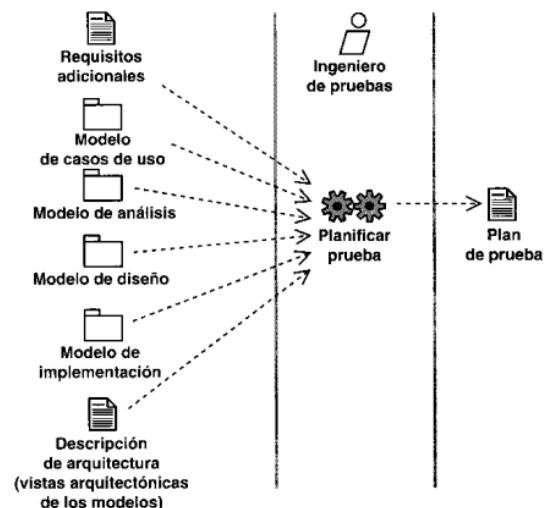 Requisitos
adicionales
Modelo
de casos de uso
Modelo de análisis
Modelo de diseño
Modelo de
implementación
Descripción
de arquitectura
(vistas arquitectónicas
de los modelos)
Ingeniero
de pruebas
Planificar
prueba
Plan
de prueba